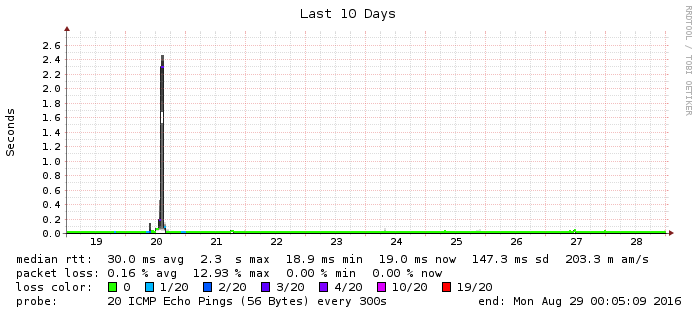 Last 10 Days
RRDTOOL / TOBI OETIKER
Seconds
2.6
2.4
2.2
2.0
1.8
1.6
1.4
1.2
1.0
0.8
0.6
0.4
0.2
0.0
19 20 21 22 23 24 25 26 27 28
median rtt: 30.0 ms avg 2.3 s max 18.9 ms min 19.0 ms now 147.3 ms sd 203.3 m am/s
packet loss: 0.16 % avg 12.93 % max 0.00 % min 0.00 % now
loss color: 0 1/20 2/20 3/20 4/20 10/20 19/20
probe: 20 ICMP Echo Pings (56 Bytes) every 300s end: Mon Aug 29 00:05:09 2016